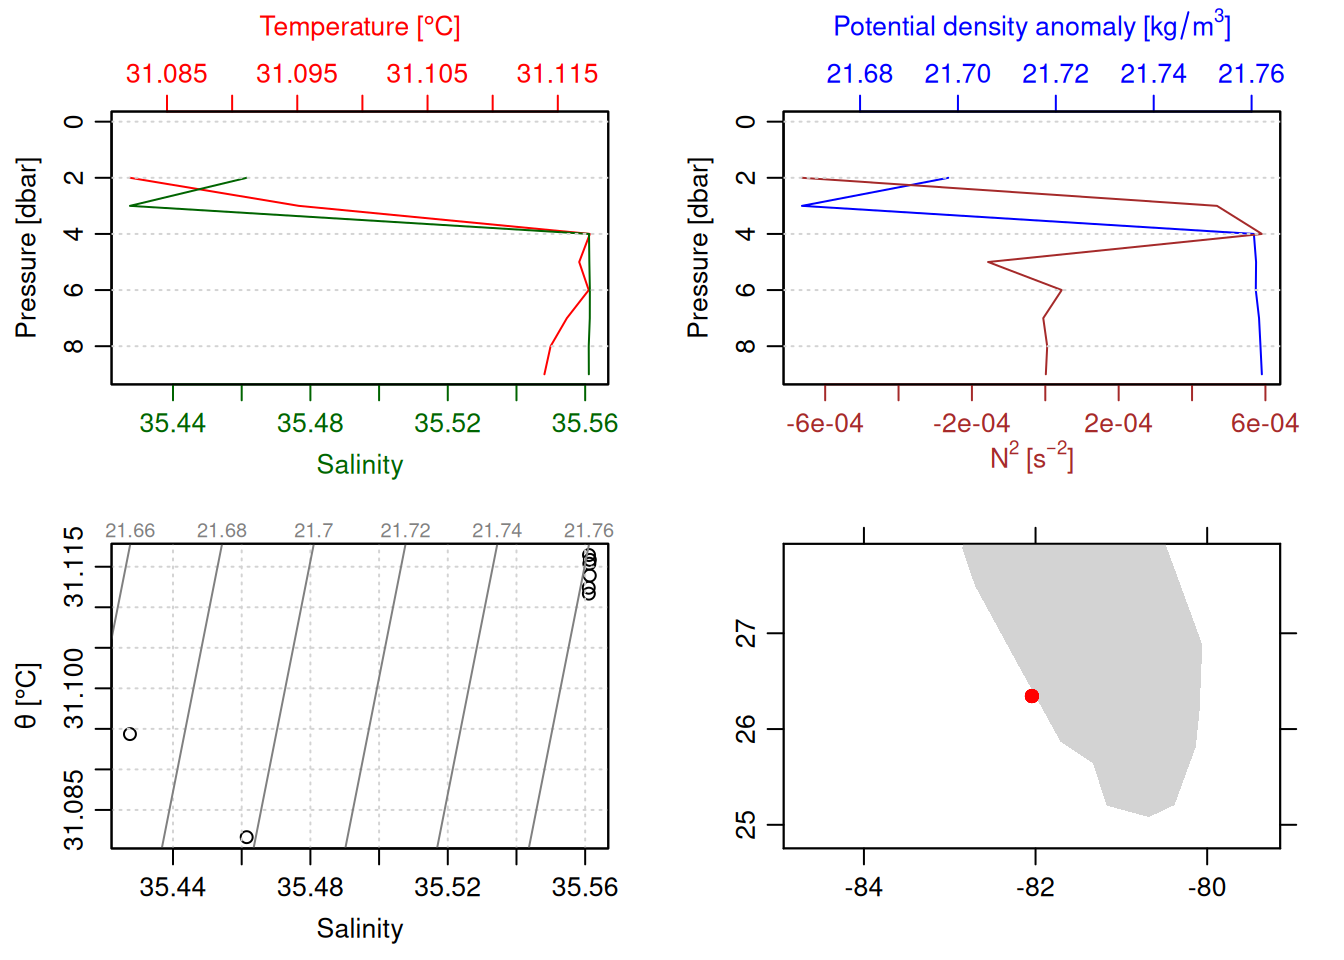 Temperature [°C]
31.085 31.095 31.105 31.115
Pressure [dbar]
0
2
4
6
8
35.44 35.48 35.52 35.56
Salinity
Potential density anomaly [kg/m³]
21.68 21.70 21.72 21.74 21.76
Pressure [dbar]
0
2
4
6
8
-6e-04 -2e-04 2e-04 6e-04
N² [s⁻²]
21.66 21.68 21.7 21.72 21.74 21.76
θ [°C]
31.115
31.100
31.085
35.44 35.48 35.52 35.56
Salinity
27
26
25
-84 -82 -80